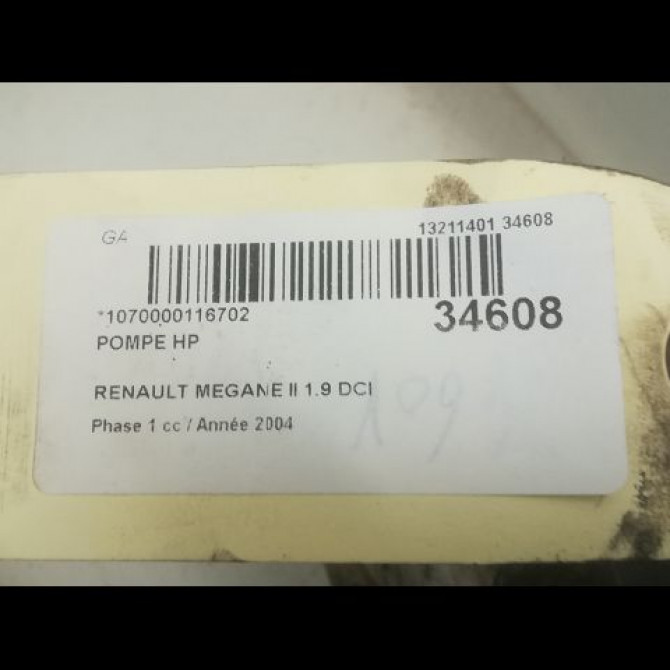 GA
13211401 34608
*1070000116702
34608
POMPE HP
RENAULT MEGANE II 1.9 DCI
Phase 1 cc / Année 2004